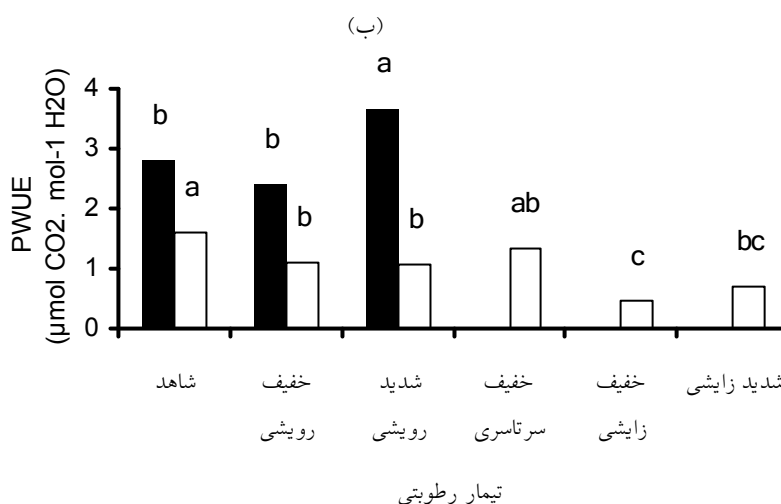 (ب)
PWUE
(µmol CO2. mol-1 H2O)
4
3
2
1
0
b
a
b
b
a
b
ab
c
bc
شاهد
خفیف
رویشی
شدید
رویشی
خفیف
سرتاسری
خفیف
زایشی
شدید زایشی
تیمار رطوبتی